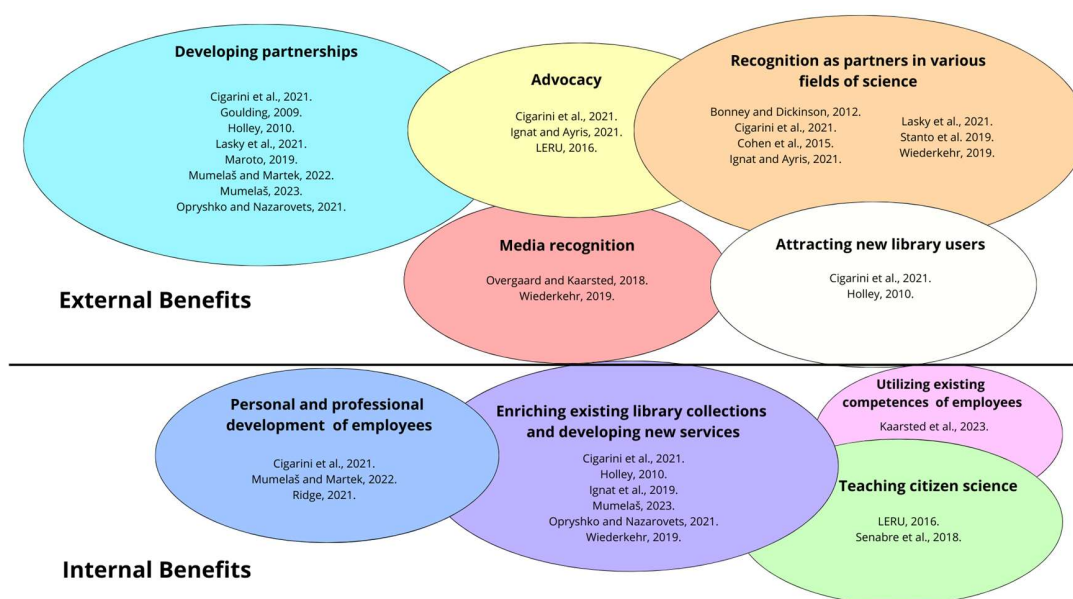 Developing partnerships
Cigarini et al., 2021.
Goulding, 2009.
Holley, 2010.
Lasky et al., 2021.
Maroto, 2019.
Mumelaš and Martek, 2022.
Mumelaš, 2023.
Opryshko and Nazarovets, 2021.
Advocacy
Cigarini et al., 2021.
Ignat and Ayris, 2021.
LERU, 2016.
Recognition as partners in various
fields of science
Bonney and Dickinson, 2012.
Cigarini et al., 2021.
Cohen et al., 2015.
Ignat and Ayris, 2021.
Lasky et al., 2021.
Stanto et al. 2019.
Wiederkehr, 2019.
Media recognition
Overgaard and Kaarsted, 2018.
Wiederkehr, 2019.
Attracting new library users
Cigarini et al., 2021.
Holley, 2010.
External Benefits
Personal and professional
development of employees
Cigarini et al., 2021.
Mumelaš and Martek, 2022.
Ridge, 2021.
Enriching existing library collections
and developing new services
Cigarini et al., 2021.
Holley, 2010.
Ignat et al., 2019.
Mumelaš, 2023.
Opryshko and Nazarovets, 2021.
Wiederkehr, 2019.
Utilizing existing
competences of employees
Kaarsted et al., 2023.
Teaching citizen science
LERU, 2016.
Senabre et al., 2018.
Internal Benefits